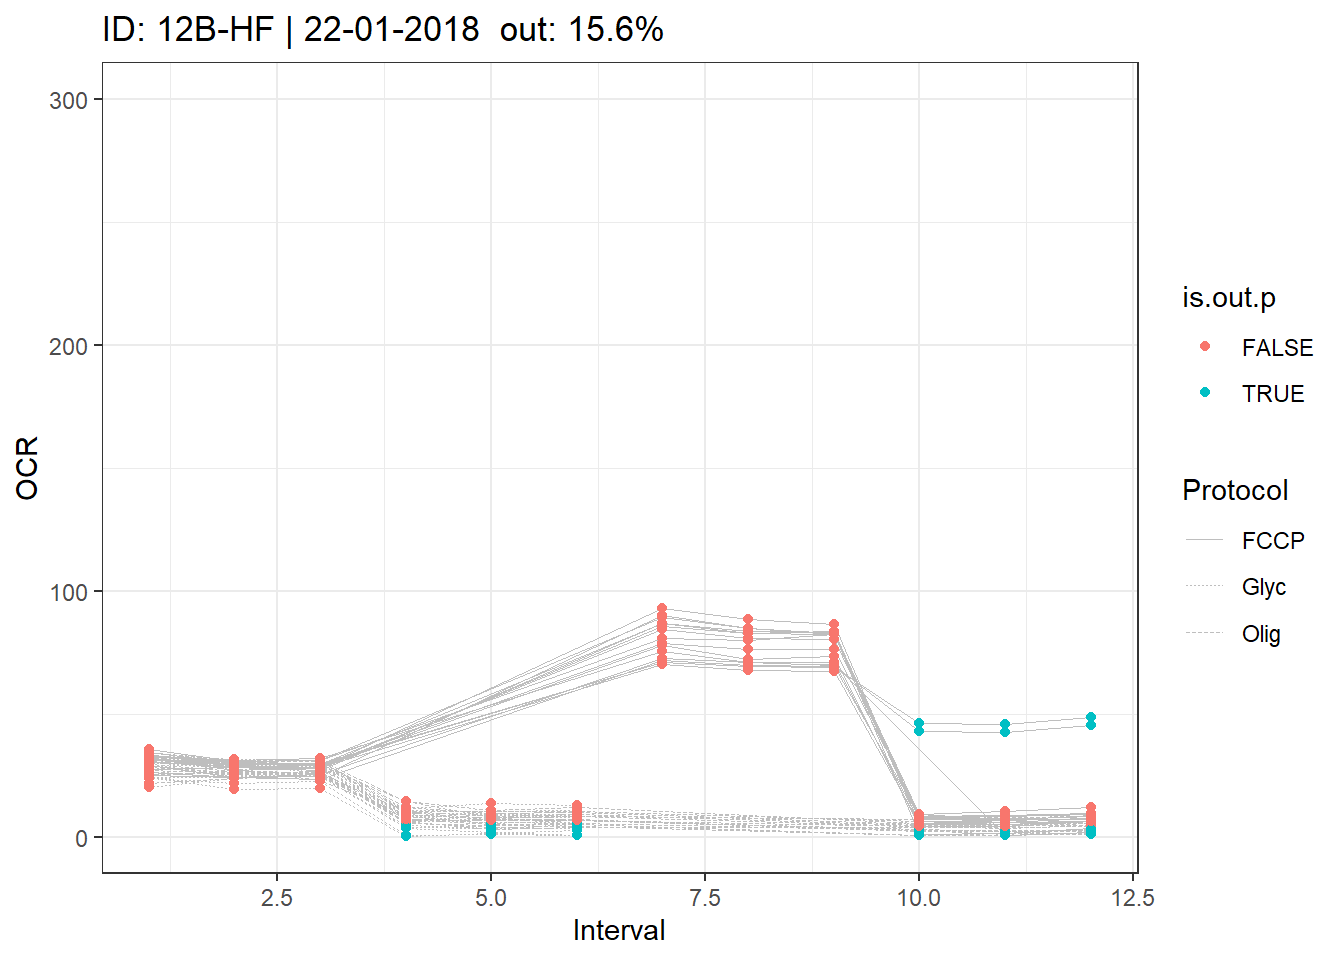 ID: 12B-HF | 22-01-2018  out: 15.6%
300
200
100
0
OCR
2.5
5.0
7.5
10.0
12.5
Interval
is.out.p
FALSE
TRUE
Protocol
FCCP
Glyc
Olig